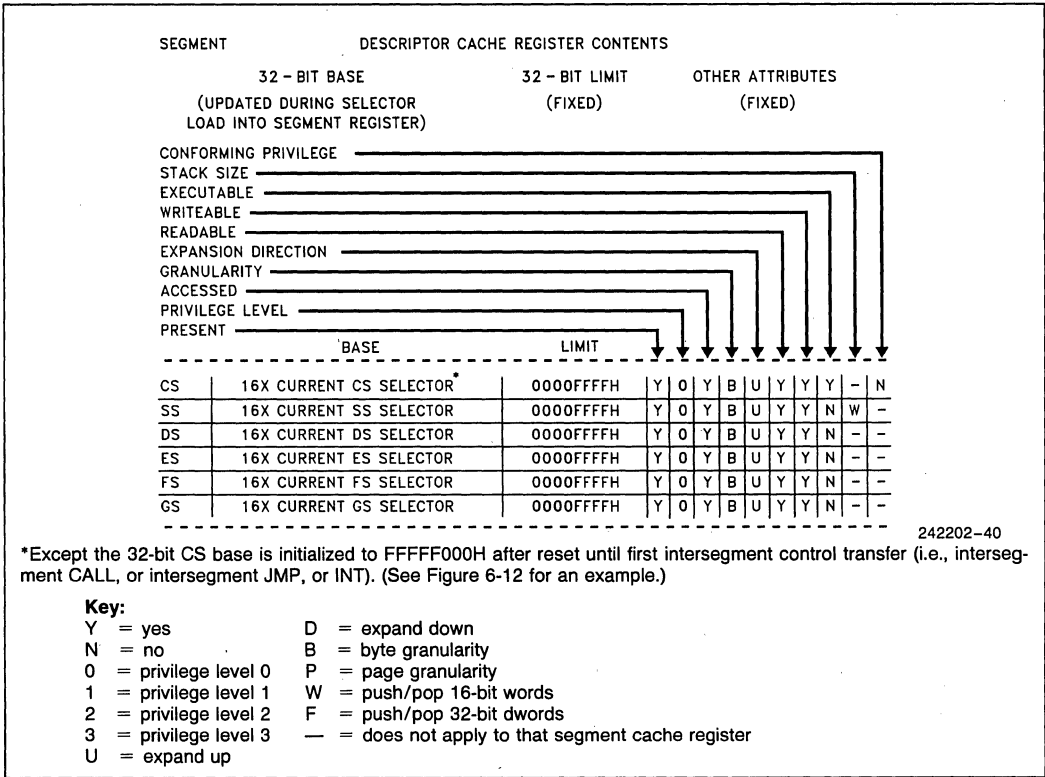 SEGMENT DESCRIPTOR CACHE REGISTER CONTENTS
32 – BIT BASE 32 – BIT LIMIT OTHER ATTRIBUTES
(UPDATED DURING SELECTOR (FIXED) (FIXED)
LOAD INTO SEGMENT REGISTER)
CONFORMING PRIVILEGE
STACK SIZE
EXECUTABLE
WRITEABLE
READABLE
EXPANSION DIRECTION
GRANULARITY
ACCESSED
PRIVILEGE LEVEL
PRESENT
BASE LIMIT
CS 16X CURRENT CS SELECTOR* 0000FFFFH Y 0 Y B U Y Y Y – N
SS 16X CURRENT SS SELECTOR 0000FFFFH Y 0 Y B U Y Y N W –
DS 16X CURRENT DS SELECTOR 0000FFFFH Y 0 Y B U Y Y N – –
ES 16X CURRENT ES SELECTOR 0000FFFFH Y 0 Y B U Y Y N – –
FS 16X CURRENT FS SELECTOR 0000FFFFH Y 0 Y B U Y Y N – –
GS 16X CURRENT GS SELECTOR 0000FFFFH Y 0 Y B U Y Y N – –
242202–40
*Except the 32-bit CS base is initialized to FFFFF000H after reset until first intersegment control transfer (i.e., interseg-
ment CALL, or intersegment JMP, or INT). (See Figure 6-12 for an example.)
Key:
Y = yes D = expand down
N = no B = byte granularity
0 = privilege level 0 P = page granularity
1 = privilege level 1 W = push/pop 16-bit words
2 = privilege level 2 F = push/pop 32-bit dwords
3 = privilege level 3 — = does not apply to that segment cache register
U = expand up